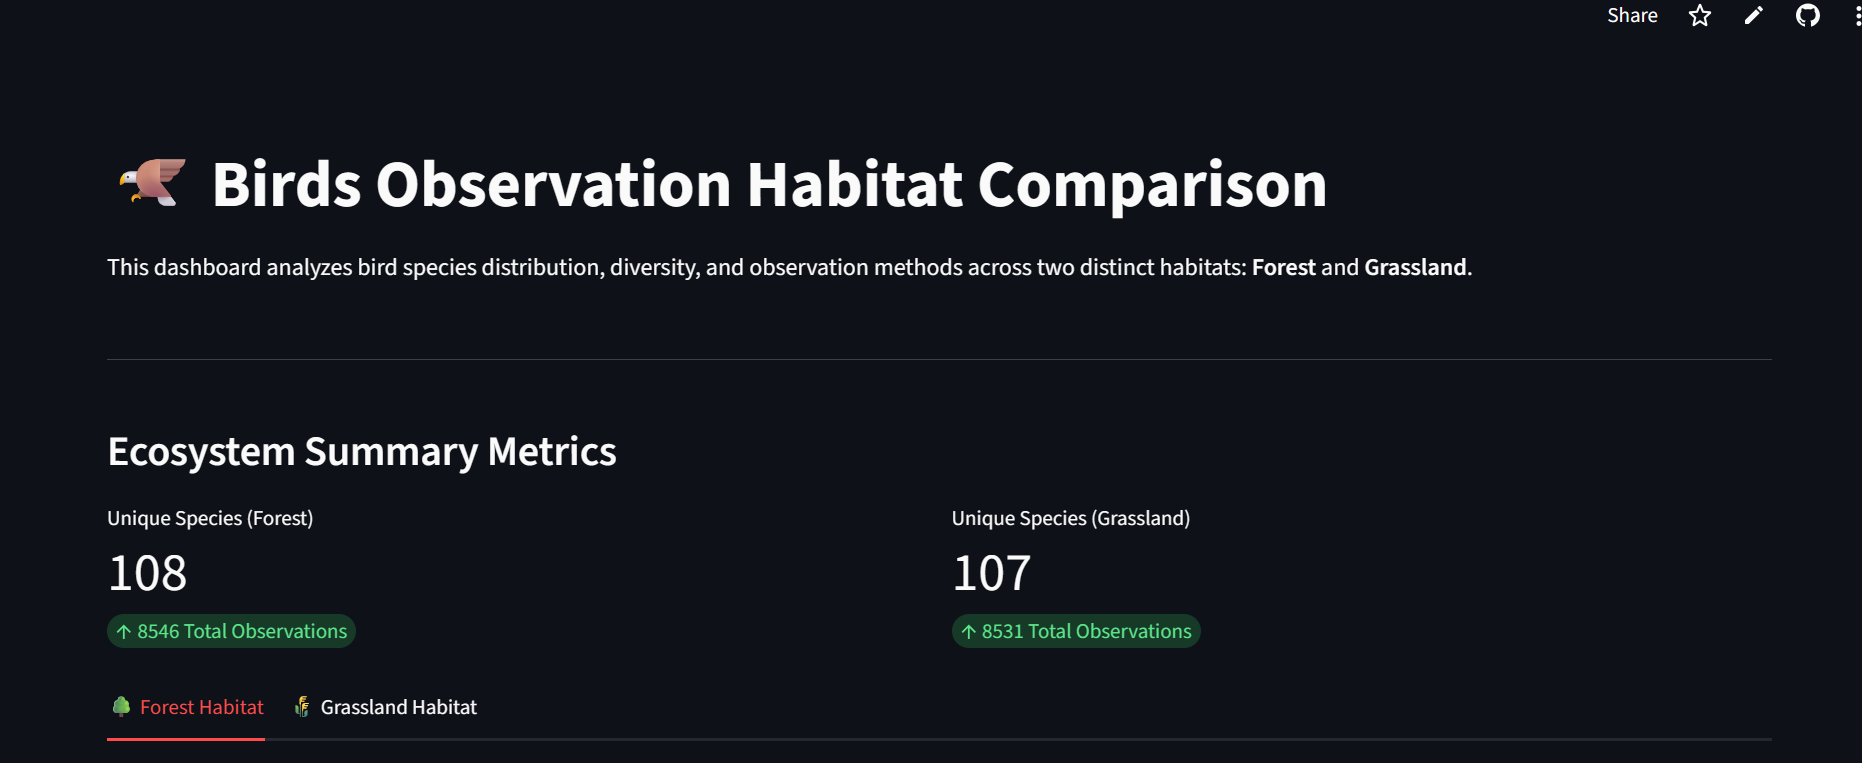 Share
Birds Observation Habitat Comparison
This dashboard analyzes bird species distribution, diversity, and observation methods across two distinct habitats: Forest and Grassland.
Ecosystem Summary Metrics
Unique Species (Forest)
108
↑ 8546 Total Observations
Unique Species (Grassland)
107
↑ 8531 Total Observations
Forest Habitat
Grassland Habitat